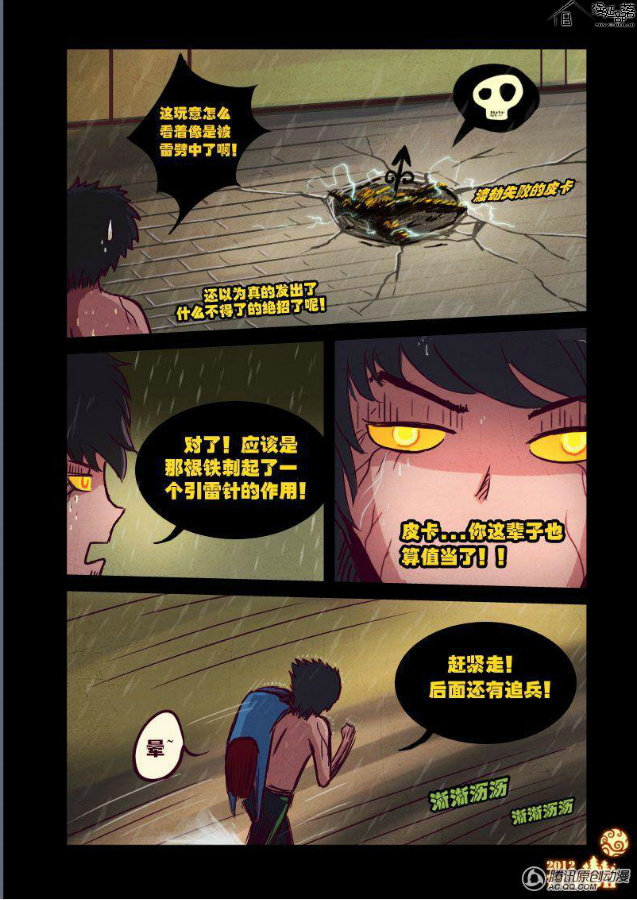 漫域部落
这玩意怎么
看着像是被
雷劈中了啊！
渡劫失败的皮卡
还以为真的发出了
什么不得了的绝招了呢！
对了！应该是
那根铁刺起了一
个引雷针的作用！
皮卡...你这辈子也
算值当了！！
赶紧走！
后面还有追兵！
晕~
淅淅沥沥
淅淅沥沥
2012
腾讯原创动漫
AC.QQ.COM